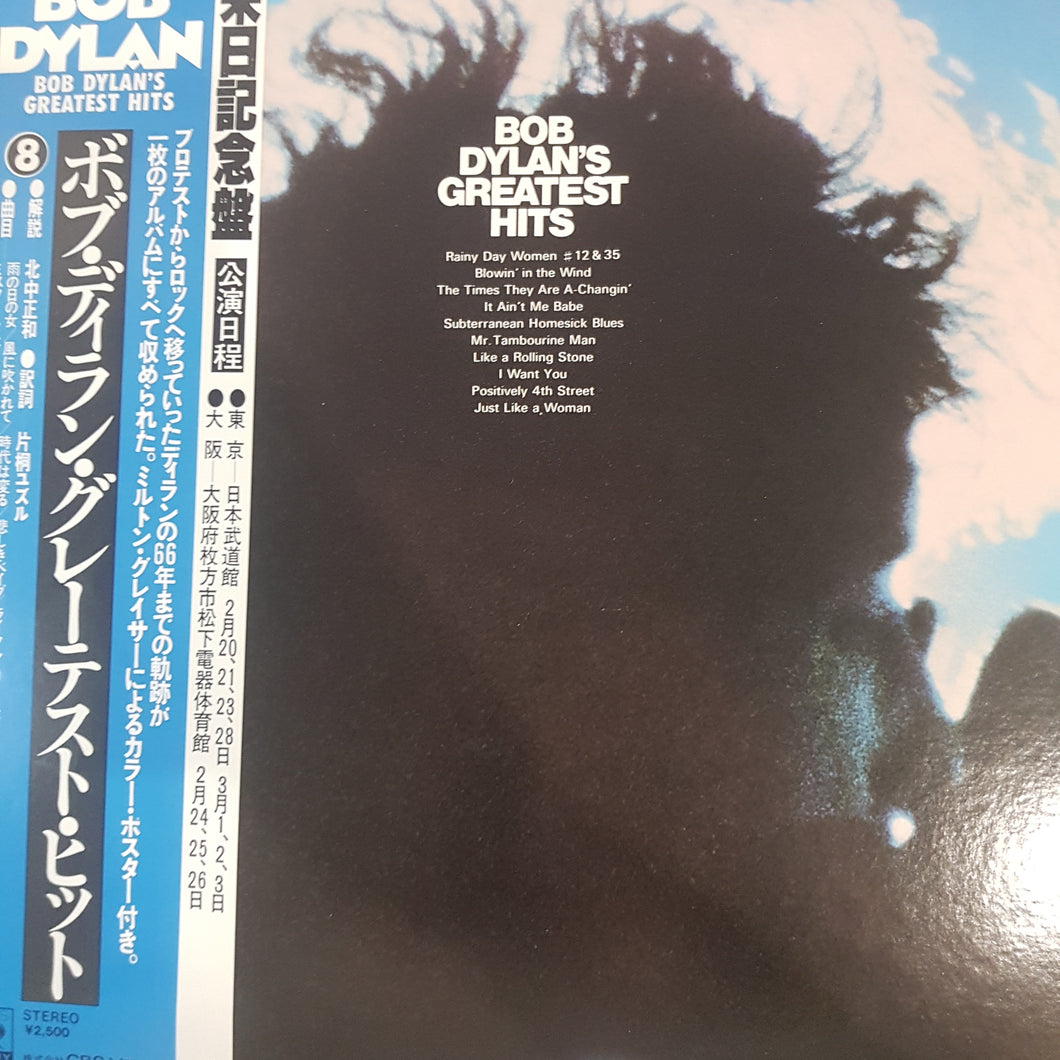 BOB
DYLAN
BOB DYLAN'S
GREATEST HITS
8
ボブ・ディラン・グレーテスト・ヒット
プロテストからロックへ移っていったディランの66年までの軌跡が
一枚のアルバムにすべて収められた。ミルトン・グレイサーによるカラー・ポスター付き。
●解説 北中正和 ●訳詞 片桐ユズル
●曲目 雨の日の女/風に吹かれて/時代は変る/
STEREO
¥2,500
株式会社
来日記念盤
公演日程
●東京—日本武道館 2月20、21、23、28日 3月1、2、3日
●大阪—大阪府枚方市松下電器体育館 2月24、25、26日
BOB
DYLAN'S
GREATEST
HITS
Rainy Day Women ♯12 & 35
Blowin' in the Wind
The Times They Are A-Changin'
It Ain't Me Babe
Subterranean Homesick Blues
Mr. Tambourine Man
Like a Rolling Stone
I Want You
Positively 4th Street
Just Like a Woman